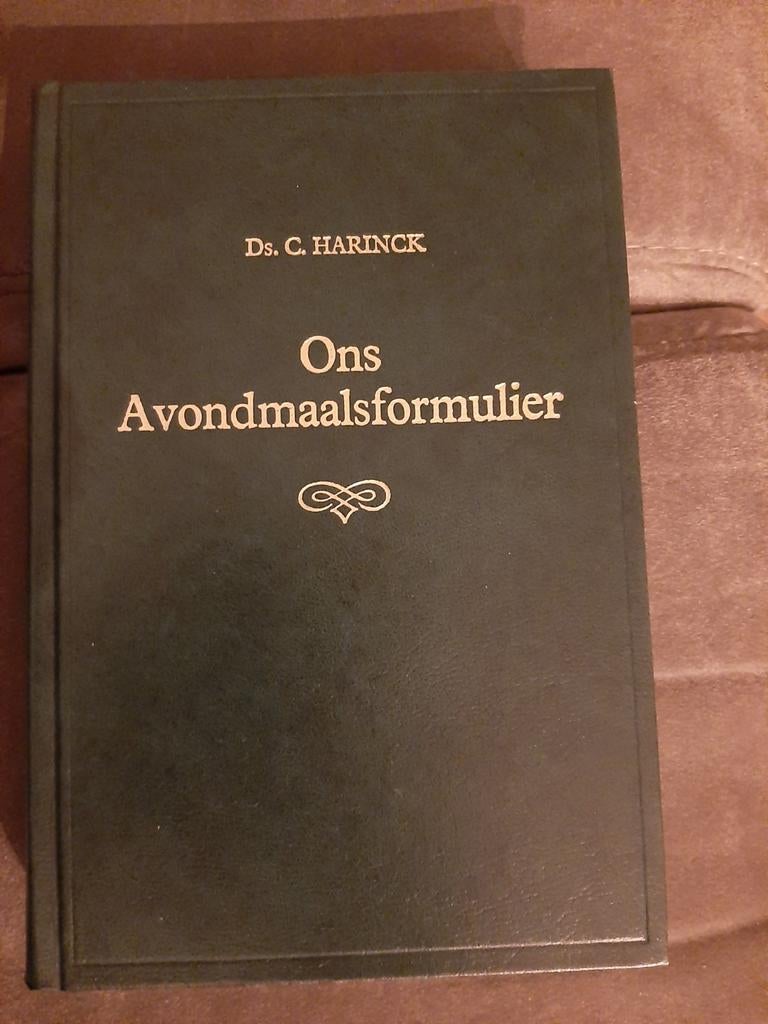 Ds. C. HARINCK
Ons
Avondmaalsformulier